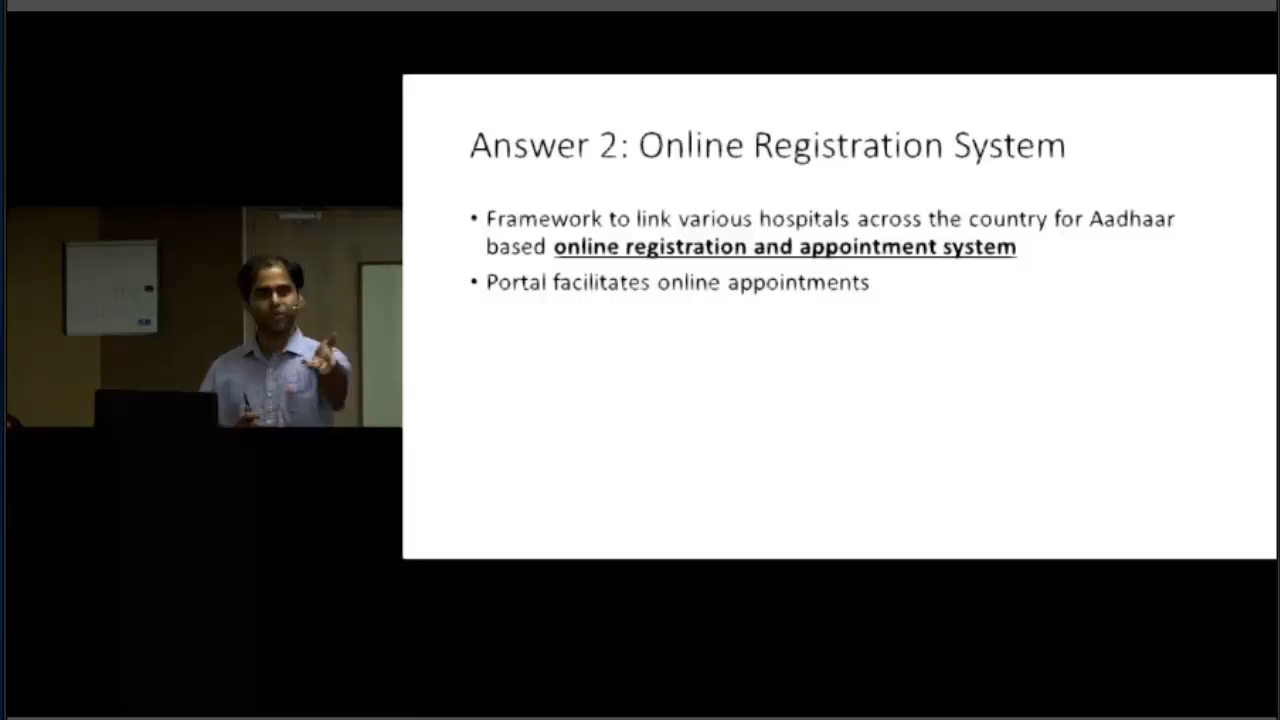 Answer 2: Online Registration System
• Framework to link various hospitals across the country for Aadhaar
based online registration and appointment system
• Portal facilitates online appointments